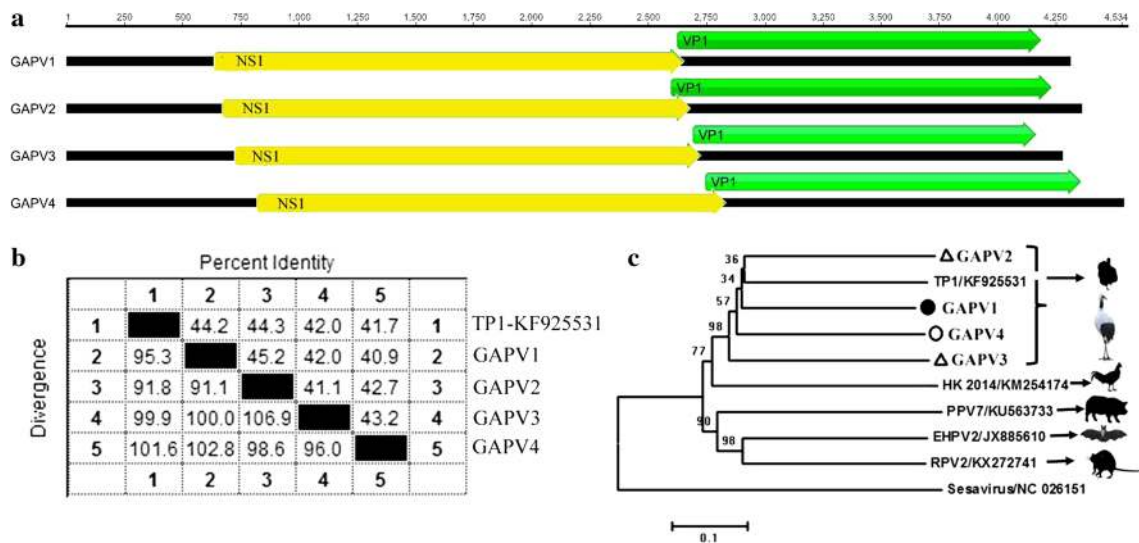 a
1 250 500 750 1,000 1,250 1,500 1,750 2,000 2,250 2,500 2,750 3,000 3,250 3,500 3,750 4,000 4,250 4,534
VP1
GAPV1 NS1
VP1
GAPV2 NS1
VP1
GAPV3 NS1
VP1
GAPV4 NS1
b
Percent Identity
1 2 3 4 5
1 44.2 44.3 42.0 41.7 1 TP1-KF925531
2 95.3 45.2 42.0 40.9 2 GAPV1
3 91.8 91.1 41.1 42.7 3 GAPV2
4 99.9 100.0 106.9 43.2 4 GAPV3
5 101.6 102.8 98.6 96.0 5 GAPV4
1 2 3 4 5
Divergence
c
36 GAPV2
34 TP1/KF925531
57 GAPV1
98 GAPV4
77 GAPV3
HK 2014/KM254174
90 PPV7/KU563733
98 EHPV2/JX885610
RPV2/KX272741
Sesavirus/NC 026151
0.1